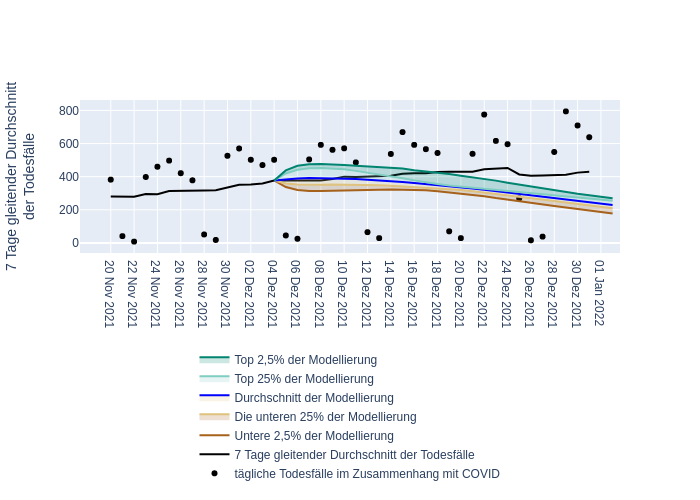 7 Tage gleitender Durchschnitt
der Todesfälle
800
600
400
200
0
20 Nov 2021
22 Nov 2021
24 Nov 2021
26 Nov 2021
28 Nov 2021
30 Nov 2021
02 Dez 2021
04 Dez 2021
06 Dez 2021
08 Dez 2021
10 Dez 2021
12 Dez 2021
14 Dez 2021
16 Dez 2021
18 Dez 2021
20 Dez 2021
22 Dez 2021
24 Dez 2021
26 Dez 2021
28 Dez 2021
30 Dez 2021
01 Jan 2022
Top 2,5% der Modellierung
Top 25% der Modellierung
Durchschnitt der Modellierung
Die unteren 25% der Modellierung
Untere 2,5% der Modellierung
7 Tage gleitender Durchschnitt der Todesfälle
tägliche Todesfälle im Zusammenhang mit COVID